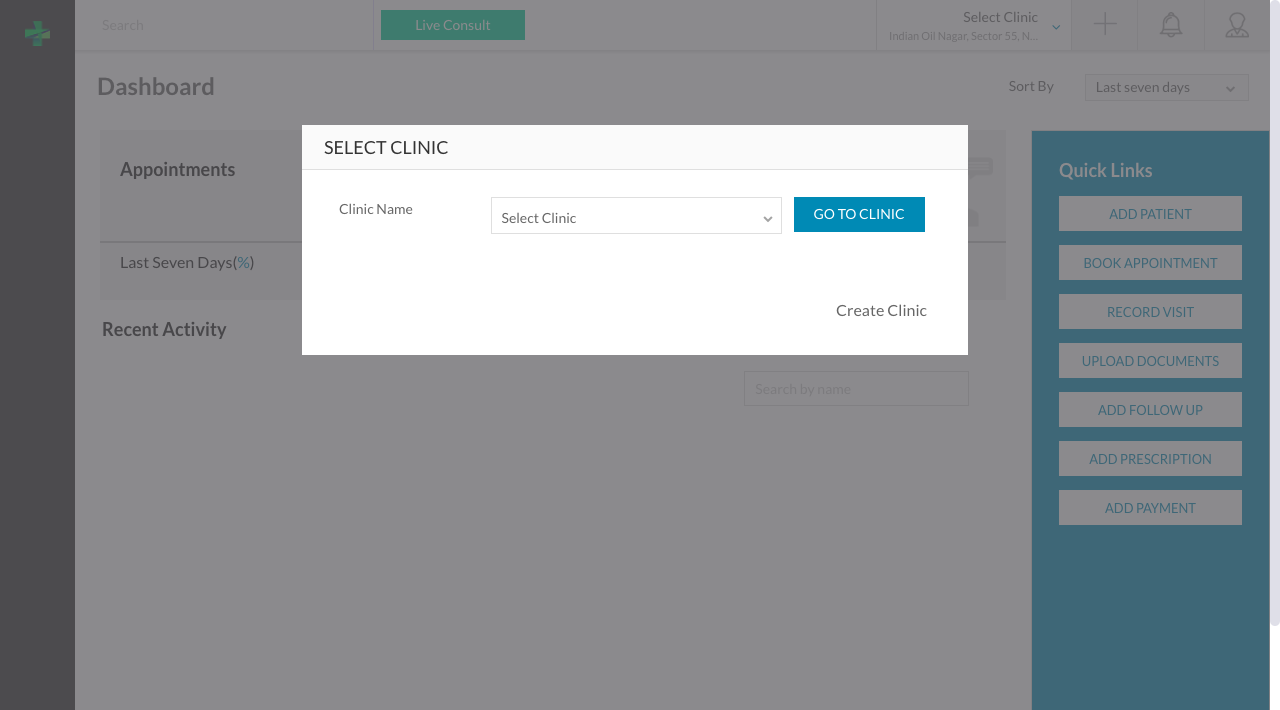 Search
Live Consult
Select Clinic
Indian Oil Nagar, Sector 55, N...
Dashboard
Sort By
Last seven days
SELECT CLINIC
Clinic Name
Select Clinic
GO TO CLINIC
Create Clinic
Appointments
Last Seven Days(%)
Recent Activity
Search by name
Quick Links
ADD PATIENT
BOOK APPOINTMENT
RECORD VISIT
UPLOAD DOCUMENTS
ADD FOLLOW UP
ADD PRESCRIPTION
ADD PAYMENT